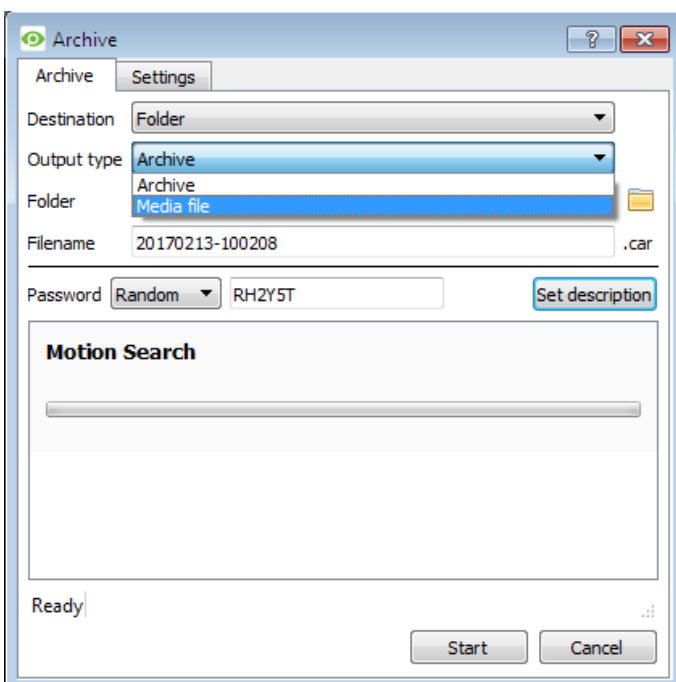 Archive
Archive Settings
Destination Folder
Output type Archive
Archive
Folder Media file
Filename 20170213-100208 .car
Password Random RH2Y5T Set description
Motion Search
Ready
Start Cancel